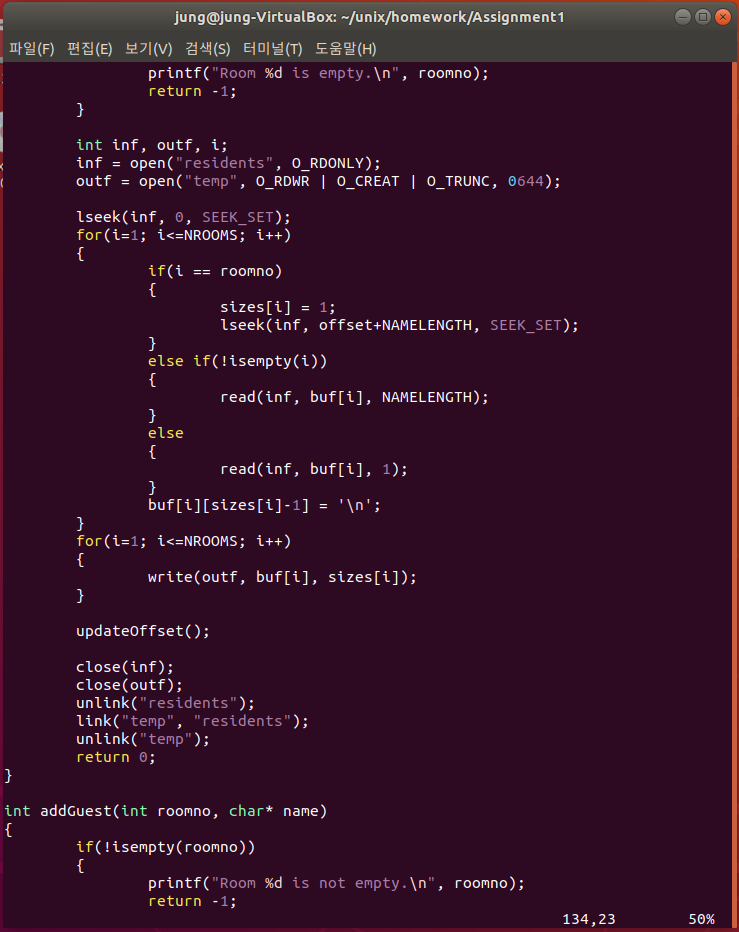 jung@jung-VirtualBox: ~/unix/homework/Assignment1
파일(F) 편집(E) 보기(V) 검색(S) 터미널(T) 도움말(H)
                printf("Room %d is empty.\n", roomno);
                return -1;
        }

        int inf, outf, i;
        inf = open("residents", O_RDONLY);
        outf = open("temp", O_RDWR | O_CREAT | O_TRUNC, 0644);

        lseek(inf, 0, SEEK_SET);
        for(i=1; i<=NROOMS; i++)
        {
                if(i == roomno)
                {
                        sizes[i] = 1;
                        lseek(inf, offset+NAMELENGTH, SEEK_SET);
                }
                else if(!isempty(i))
                {
                        read(inf, buf[i], NAMELENGTH);
                }
                else
                {
                        read(inf, buf[i], 1);
                }
                buf[i][sizes[i]-1] = '\n';
        }
        for(i=1; i<=NROOMS; i++)
        {
                write(outf, buf[i], sizes[i]);
        }

        updateOffset();

        close(inf);
        close(outf);
        unlink("residents");
        link("temp", "residents");
        unlink("temp");
        return 0;
}

int addGuest(int roomno, char* name)
{
        if(!isempty(roomno))
        {
                printf("Room %d is not empty.\n", roomno);
                return -1;
134,23 50%